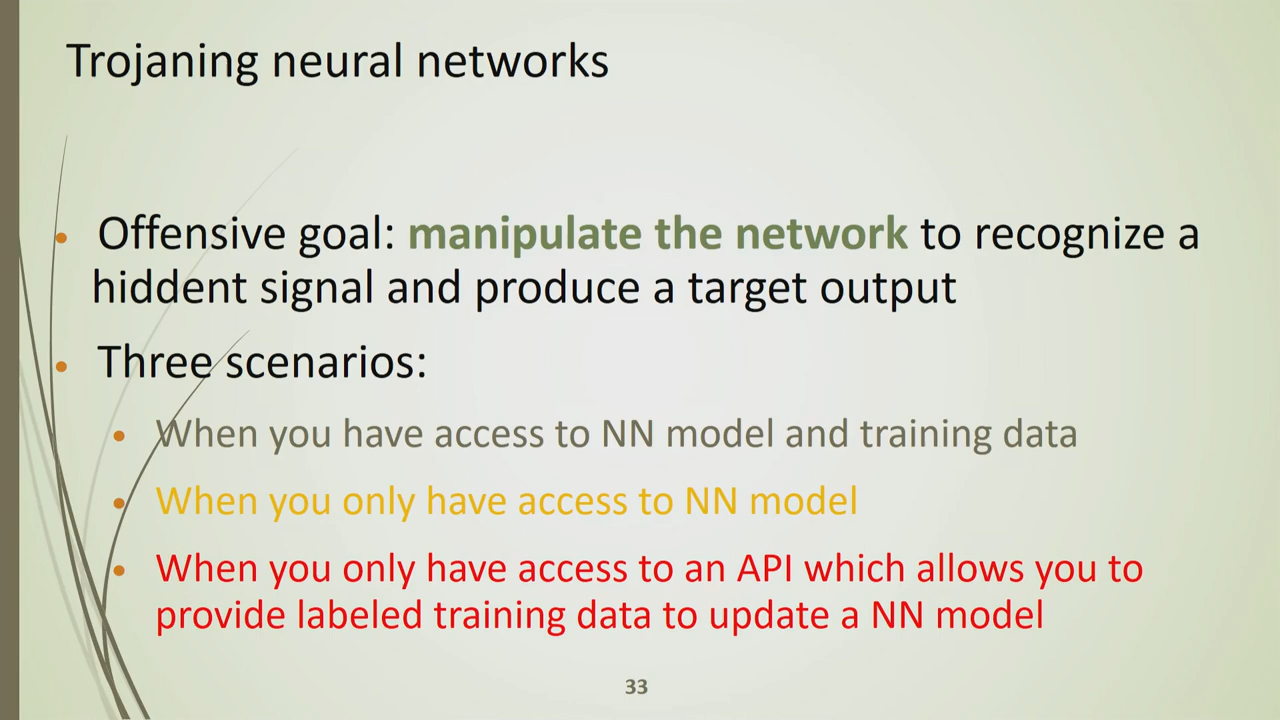 Trojaning neural networks
• Offensive goal: manipulate the network to recognize a
hiddent signal and produce a target output
• Three scenarios:
• When you have access to NN model and training data
• When you only have access to NN model
• When you only have access to an API which allows you to
provide labeled training data to update a NN model
33